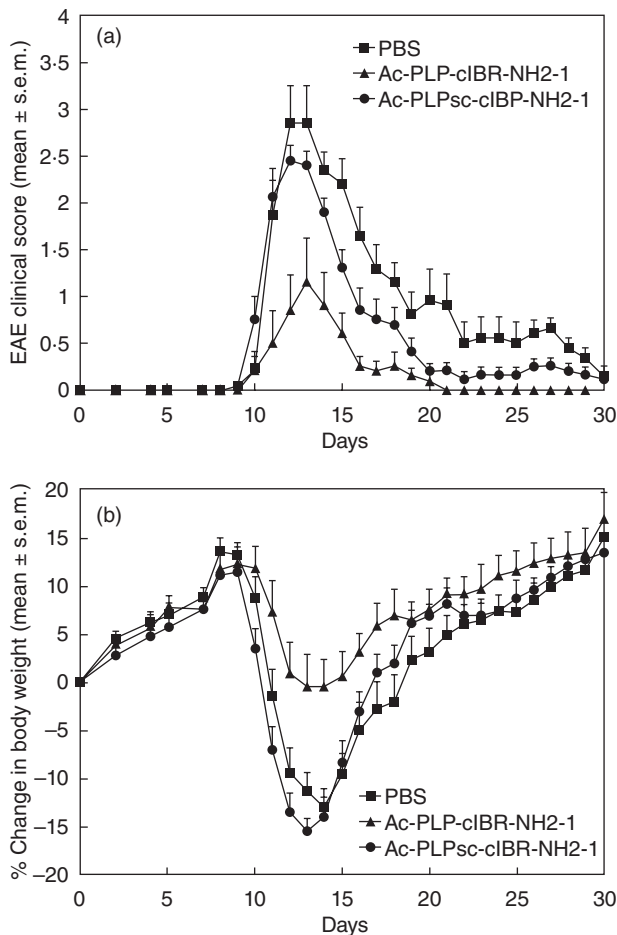 (a)
PBS
Ac-PLP-cIBR-NH2-1
Ac-PLPsc-cIBP-NH2-1
EAE clinical score (mean ± s.e.m.)
4
3·5
3
2·5
2
1·5
1
0·5
0
0 5 10 15 20 25 30
Days
(b)
% Change in body weight (mean ± s.e.m.)
20
15
10
5
0
−5
−10
−15
−20
PBS
Ac-PLP-cIBR-NH2-1
Ac-PLPsc-cIBR-NH2-1
0 5 10 15 20 25 30
Days